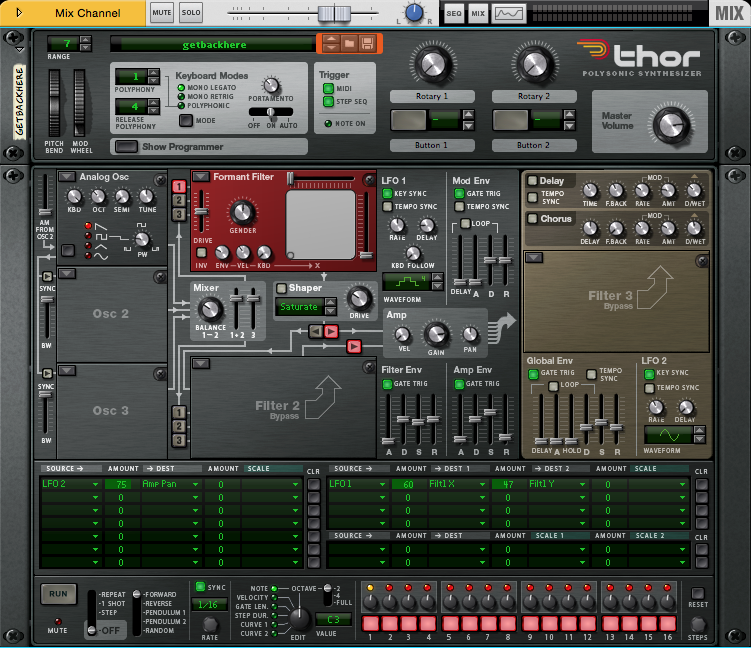 Mix Channel
MUTE SOLO
L R
SEQ MIX
MIX
7
RANGE
getbackhere
GETBACKHERE
PITCH BEND
MOD WHEEL
1
POLYPHONY
4
RELEASE POLYPHONY
Keyboard Modes
MONO LEGATO
MONO RETRIG
POLYPHONIC
MODE
PORTAMENTO
OFF ON AUTO
Trigger
MIDI
STEP SEQ
NOTE ON
Show Programmer
Rotary 1
Rotary 2
Button 1
Button 2
thor
POLYSONIC SYNTHESIZER
Master Volume
Analog Osc
KBD OCT SEMI TUNE
AM FROM OSC 2
PW
SYNC
BW
Osc 2
SYNC
BW
Osc 3
1
2
3
Formant Filter
DRIVE
GENDER
INV ENV VEL KBD
X
Mixer
BALANCE 1-2
1+2 3
Shaper
Saturate
DRIVE
Filter 2
Bypass
1
2
3
LFO 1
KEY SYNC
TEMPO SYNC
RATE DELAY
KBD FOLLOW
4
WAVEFORM
Mod Env
GATE TRIG
TEMPO SYNC
LOOP
DELAY A D R
Amp
VEL GAIN PAN
Filter Env
GATE TRIG
A D S R
Amp Env
GATE TRIG
A D S R
Delay
TEMPO SYNC
MOD
TIME F.BACK RATE AMT D/WET
Chorus
MOD
DELAY F.BACK RATE AMT D/WET
Filter 3
Bypass
Global Env
GATE TRIG
TEMPO SYNC
LOOP
DELAY A HOLD D S R
LFO 2
KEY SYNC
TEMPO SYNC
RATE DELAY
WAVEFORM
SOURCE → AMOUNT → DEST AMOUNT SCALE CLR
LFO 2 75 Amp Pan 0
0 0
0 0
0 0
0 0
0 0
0 0
SOURCE → AMOUNT → DEST 1 AMOUNT → DEST 2 AMOUNT SCALE CLR
LFO 1 60 Filt1 X 47 Filt1 Y 0
0 0 0
0 0 0
0 0 0
SOURCE → AMOUNT → DEST AMOUNT SCALE 1 AMOUNT SCALE 2 CLR
0 0 0
0 0 0
RUN
MUTE
REPEAT
1 SHOT
STEP
OFF
FORWARD
REVERSE
PENDULUM 1
PENDULUM 2
RANDOM
SYNC
1/16
RATE
NOTE
VELOCITY
GATE LEN.
STEP DUR.
CURVE 1
CURVE 2
EDIT
OCTAVE
2
4
FULL
C 3
VALUE
1 2 3 4 5 6 7 8 9 10 11 12 13 14 15 16
RESET
STEPS